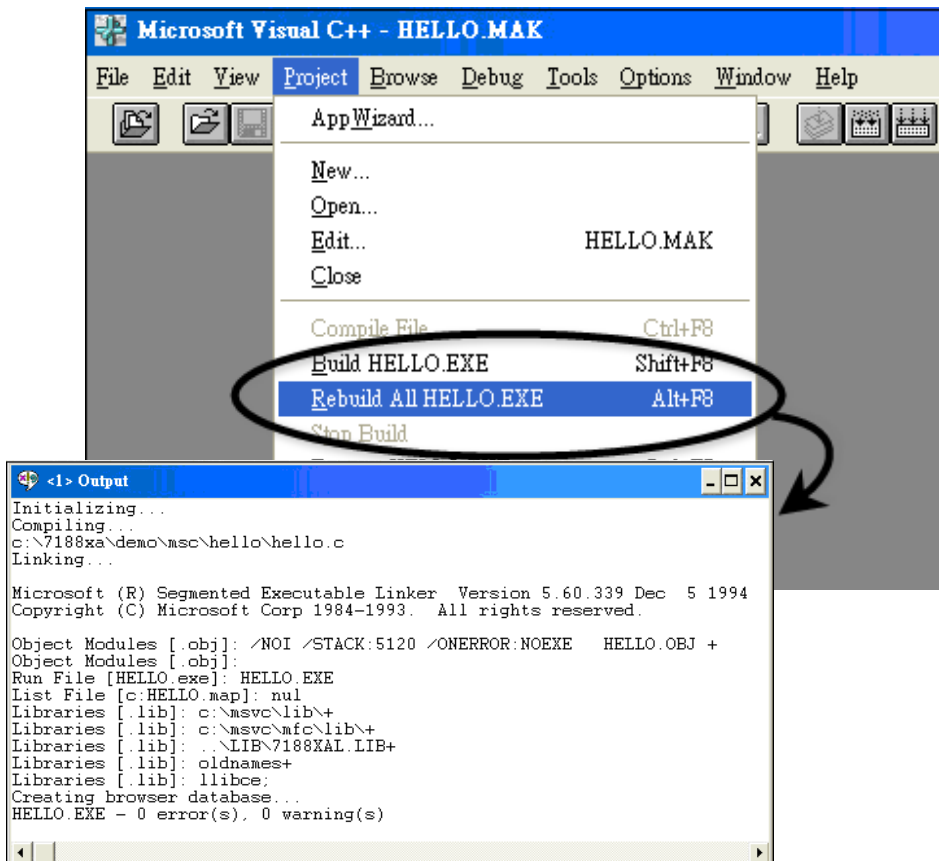 Microsoft Visual C++ - HELLO.MAK
File Edit View Project Browse Debug Tools Options Window Help
AppWizard...
New...
Open...
Edit... HELLO.MAK
Close
Compile File Ctrl+F8
Build HELLO.EXE Shift+F8
Rebuild All HELLO.EXE Alt+F8
Stop Build
<1> Output
Initializing...
Compiling...
c:\7188xa\demo\msc\hello\hello.c
Linking...
Microsoft (R) Segmented Executable Linker  Version 5.60.339 Dec  5 1994
Copyright (C) Microsoft Corp 1984-1993.  All rights reserved.
Object Modules [.obj]: /NOI /STACK:5120 /ONERROR:NOEXE   HELLO.OBJ +
Object Modules [.obj]:
Run File [HELLO.exe]: HELLO.EXE
List File [c:HELLO.map]: nul
Libraries [.lib]: c:\msvc\lib\+
Libraries [.lib]: c:\msvc\mfc\lib\+
Libraries [.lib]: ..\LIB\7188XAL.LIB+
Libraries [.lib]: oldnames+
Libraries [.lib]: llibce;
Creating browser database...
HELLO.EXE - 0 error(s), 0 warning(s)